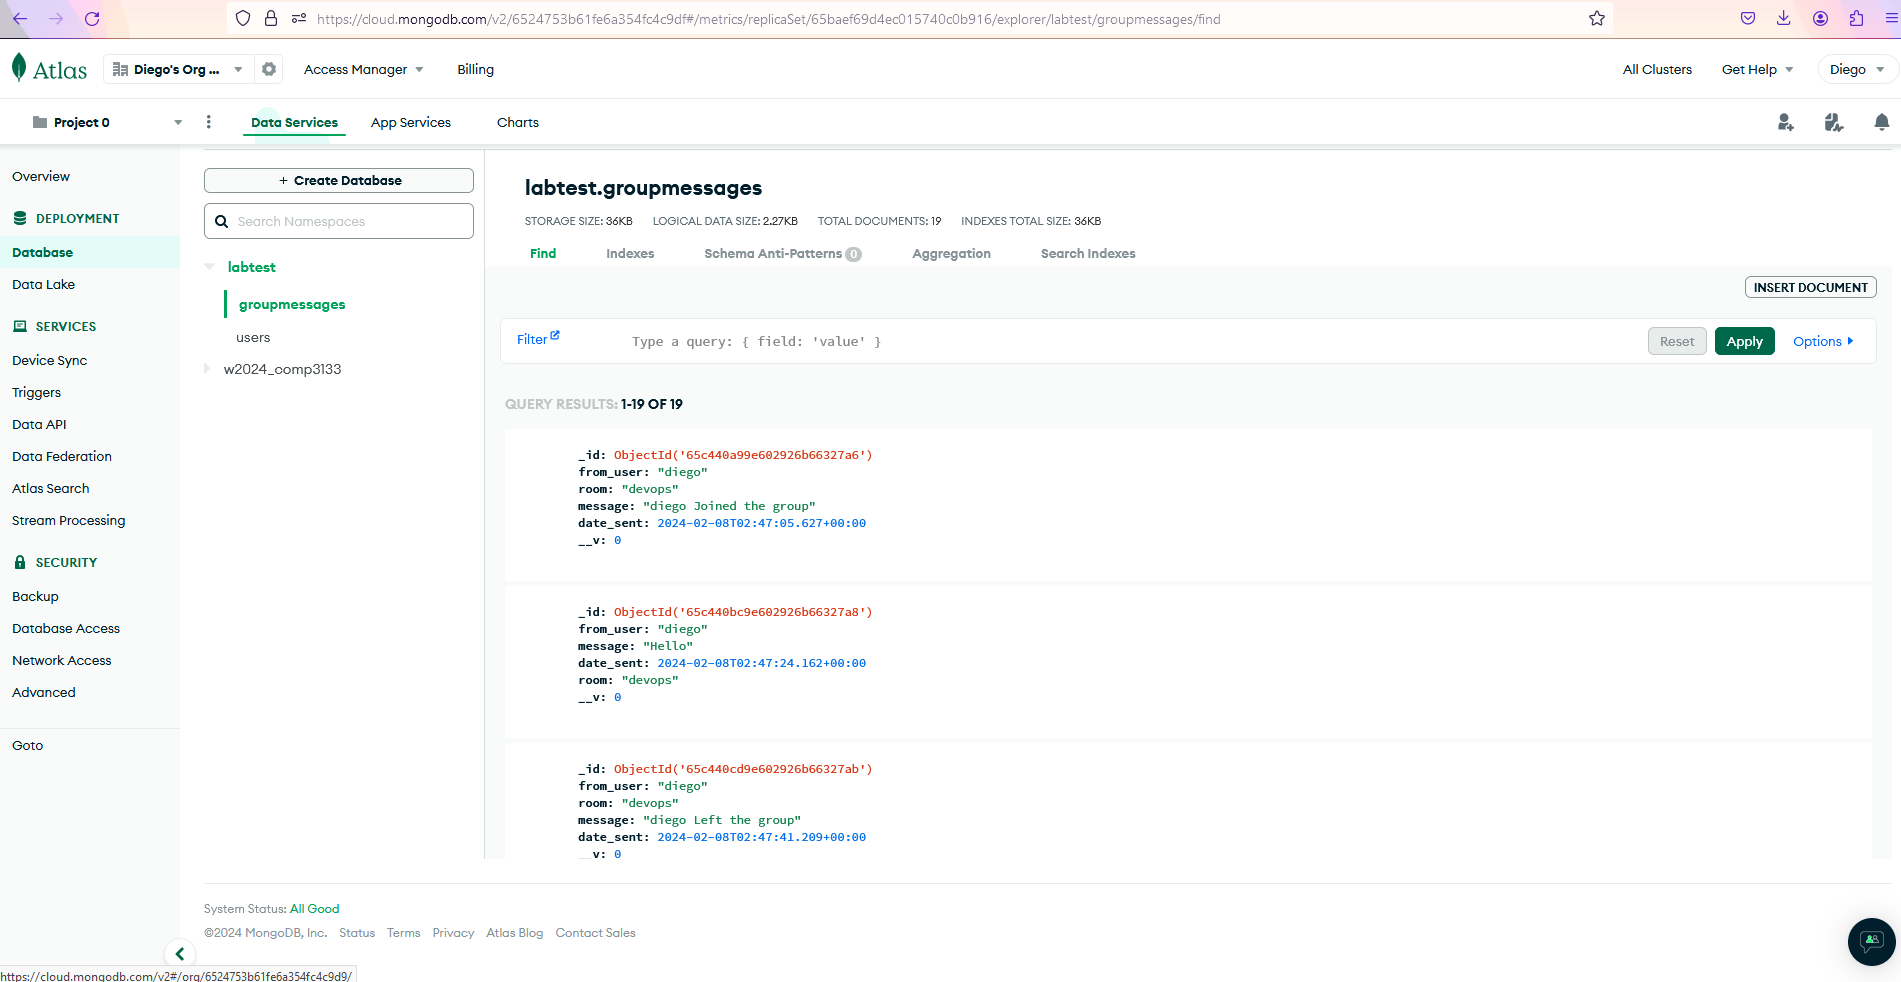 https://cloud.mongodb.com/v2/6524753b61fe6a354fc4c9df#/metrics/replicaSet/65baef69d4ec015740c0b916/explorer/labtest/groupmessages/find
Atlas
Diego's Org ...
Access Manager
Billing
All Clusters
Get Help
Diego
Project 0
Data Services
App Services
Charts
Overview
DEPLOYMENT
Database
Data Lake
SERVICES
Device Sync
Triggers
Data API
Data Federation
Atlas Search
Stream Processing
SECURITY
Backup
Database Access
Network Access
Advanced
Goto
+ Create Database
Search Namespaces
labtest
groupmessages
users
w2024_comp3133
labtest.groupmessages
STORAGE SIZE: 36KB LOGICAL DATA SIZE: 2.27KB TOTAL DOCUMENTS: 19 INDEXES TOTAL SIZE: 36KB
Find Indexes Schema Anti-Patterns 0 Aggregation Search Indexes
INSERT DOCUMENT
Filter Type a query: { field: 'value' } Reset Apply Options
QUERY RESULTS: 1-19 OF 19
_id: ObjectId('65c440a99e602926b66327a6')
from_user: "diego"
room: "devops"
message: "diego Joined the group"
date_sent: 2024-02-08T02:47:05.627+00:00
__v: 0
_id: ObjectId('65c440bc9e602926b66327a8')
from_user: "diego"
message: "Hello"
date_sent: 2024-02-08T02:47:24.162+00:00
room: "devops"
__v: 0
_id: ObjectId('65c440cd9e602926b66327ab')
from_user: "diego"
room: "devops"
message: "diego Left the group"
date_sent: 2024-02-08T02:47:41.209+00:00
__v: 0
System Status: All Good
©2024 MongoDB, Inc. Status Terms Privacy Atlas Blog Contact Sales
https://cloud.mongodb.com/v2#/org/6524753b61fe6a354fc4c9d9/